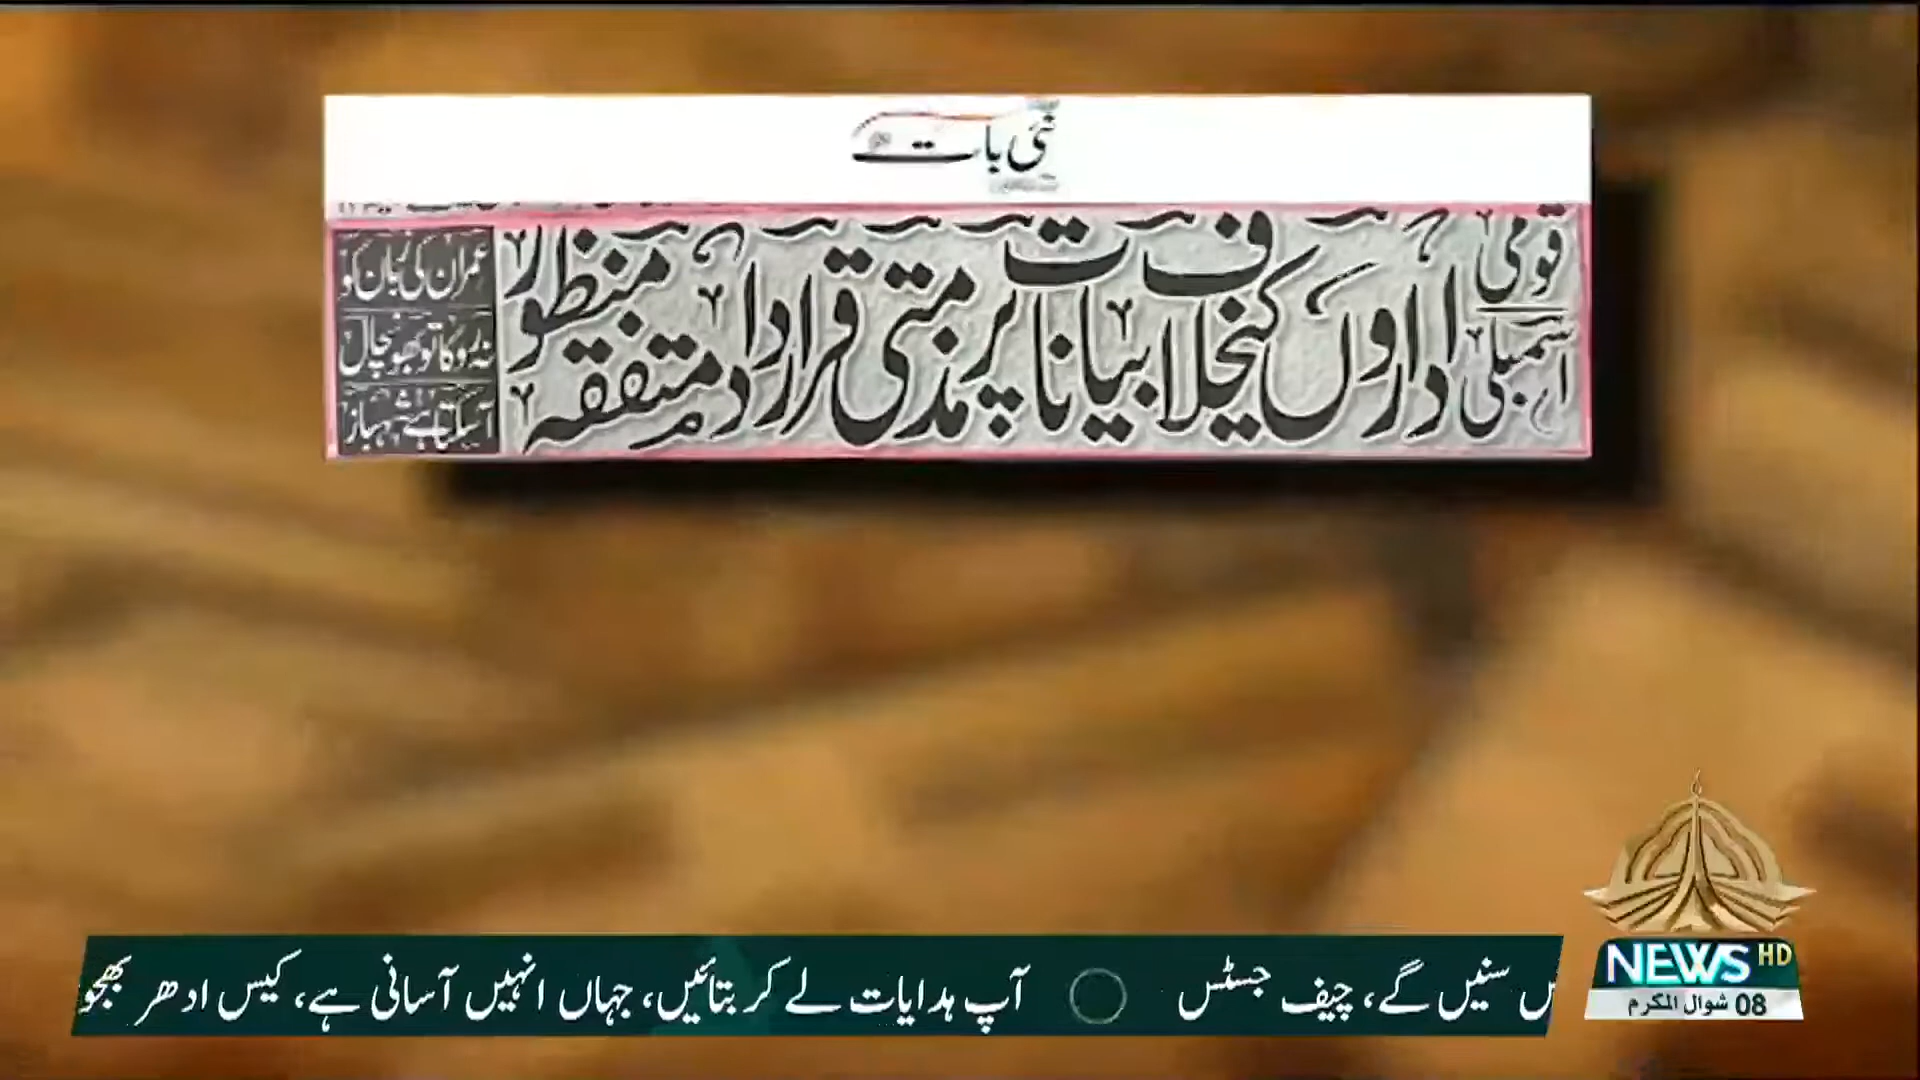 نئی بات
قومی اسمبلی
اداروں کیخلاف بیانات پر مذمتی قرارداد متفقہ منظور
عمران کی زبان کو
نہ روکا تو بھونچال
آسکتا ہے شہباز
س سنیں گے، چیف جسٹس
آپ ہدایات لے کر بتائیں، جہاں انہیں آسانی ہے، کیس ادھر بھجو
NEWS HD
08 شوال المکرم